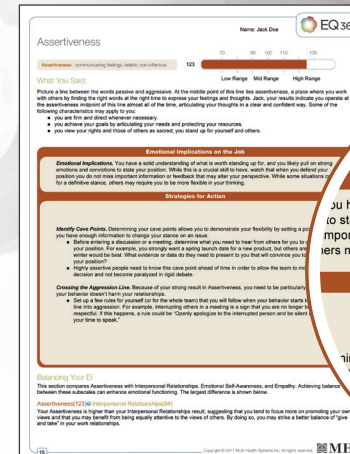 Name: Jack Doe
EQ 36
Assertiveness
70 90 100 110 130
Assertiveness communicating feelings, beliefs; non-offensive 123
Low Range Mid Range High Range
What You Said:
Picture a line between the words passive and aggressive. At the middle point of this line lies assertiveness, a place where you work
with others by finding the right words at the right time to express your feelings and thoughts. Jack, your results indicate you operate at
the assertiveness midpoint of this line almost all of the time, articulating your thoughts in a clear and confident way. Some of the
following characteristics may apply to you:
you are firm and direct whenever necessary.
you achieve your goals by articulating your needs and protecting your resources.
you view your rights and those of others as sacred; you stand up for yourself and others.
Emotional Implications on the Job
Emotional Implications. You have a solid understanding of what is worth standing up for, and you likely pull on strong
emotions and convictions to state your position. While this is a crucial skill to have, watch that when you defend your
position you do not miss important information or feedback that may alter your perspective. While some situations c
for a definitive stance, others may require you to be more flexible in your thinking.
Strategies for Action
Identify Cave Points. Determining your cave points allows you to demonstrate your flexibility by setting a po
you have enough information to change your stance on an issue.
Before entering a discussion or a meeting, determine what you need to hear from others for you to c
your position. For example, you strongly want a spring launch date for a new product, but others are
winter would be best. What evidence or data do they need to present to you that will convince you to
your position?
Highly assertive people need to know this cave point ahead of time in order to allow the team to mo
decision and not become paralyzed in rigid debate.
Crossing the Aggression Line. Because of your strong result in Assertiveness, you need to be particularly
your behavior doesn't harm your relationships.
Set up a few rules for yourself (or for the whole team) that you will follow when your behavior starts t
line into aggression. For example, interrupting others in a meeting is a sign that you are no longer b
respectful. If this happens, a rule could be "Openly apologize to the interrupted person and be silent
your time to speak."
ou h
to st
mpor
ers m
Balancing Your EI
This section compares Assertiveness with Interpersonal Relationships, Emotional Self-Awareness, and Empathy. Achieving balance
between these subscales can enhance emotional functioning. The largest difference is shown below.
Assertiveness(123) Interpersonal Relationships(84)
Your Assertiveness is higher than your Interpersonal Relationships result, suggesting that you tend to focus more on promoting your own
views and that you may benefit from being equally attentive to the views of others. By doing so, you may strike a better balance of "give
and take" in your work relationships.
16
Copyright © 2011 Multi-Health Systems Inc. All rights reserved.